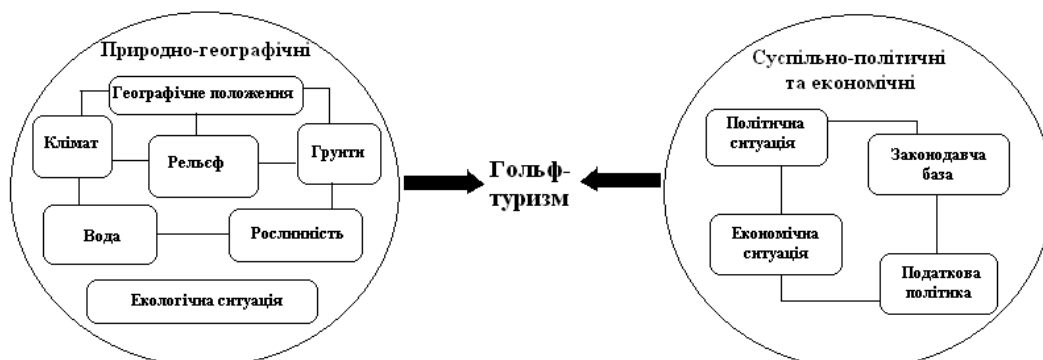 Природно-географічні
Географічне положення
Клімат
Рельєф
Грунти
Вода
Рослинність
Екологічна ситуація
Гольф-
туризм
Суспільно-політичні
та економічні
Політична
ситуація
Законодавча
база
Економічна
ситуація
Податкова
політика